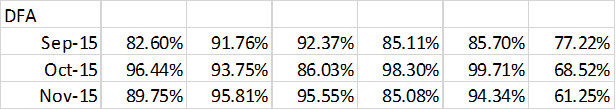 DFA
Sep-15 82.60% 91.76% 92.37% 85.11% 85.70% 77.22%
Oct-15 96.44% 93.75% 86.03% 98.30% 99.71% 68.52%
Nov-15 89.75% 95.81% 95.55% 85.08% 94.34% 61.25%